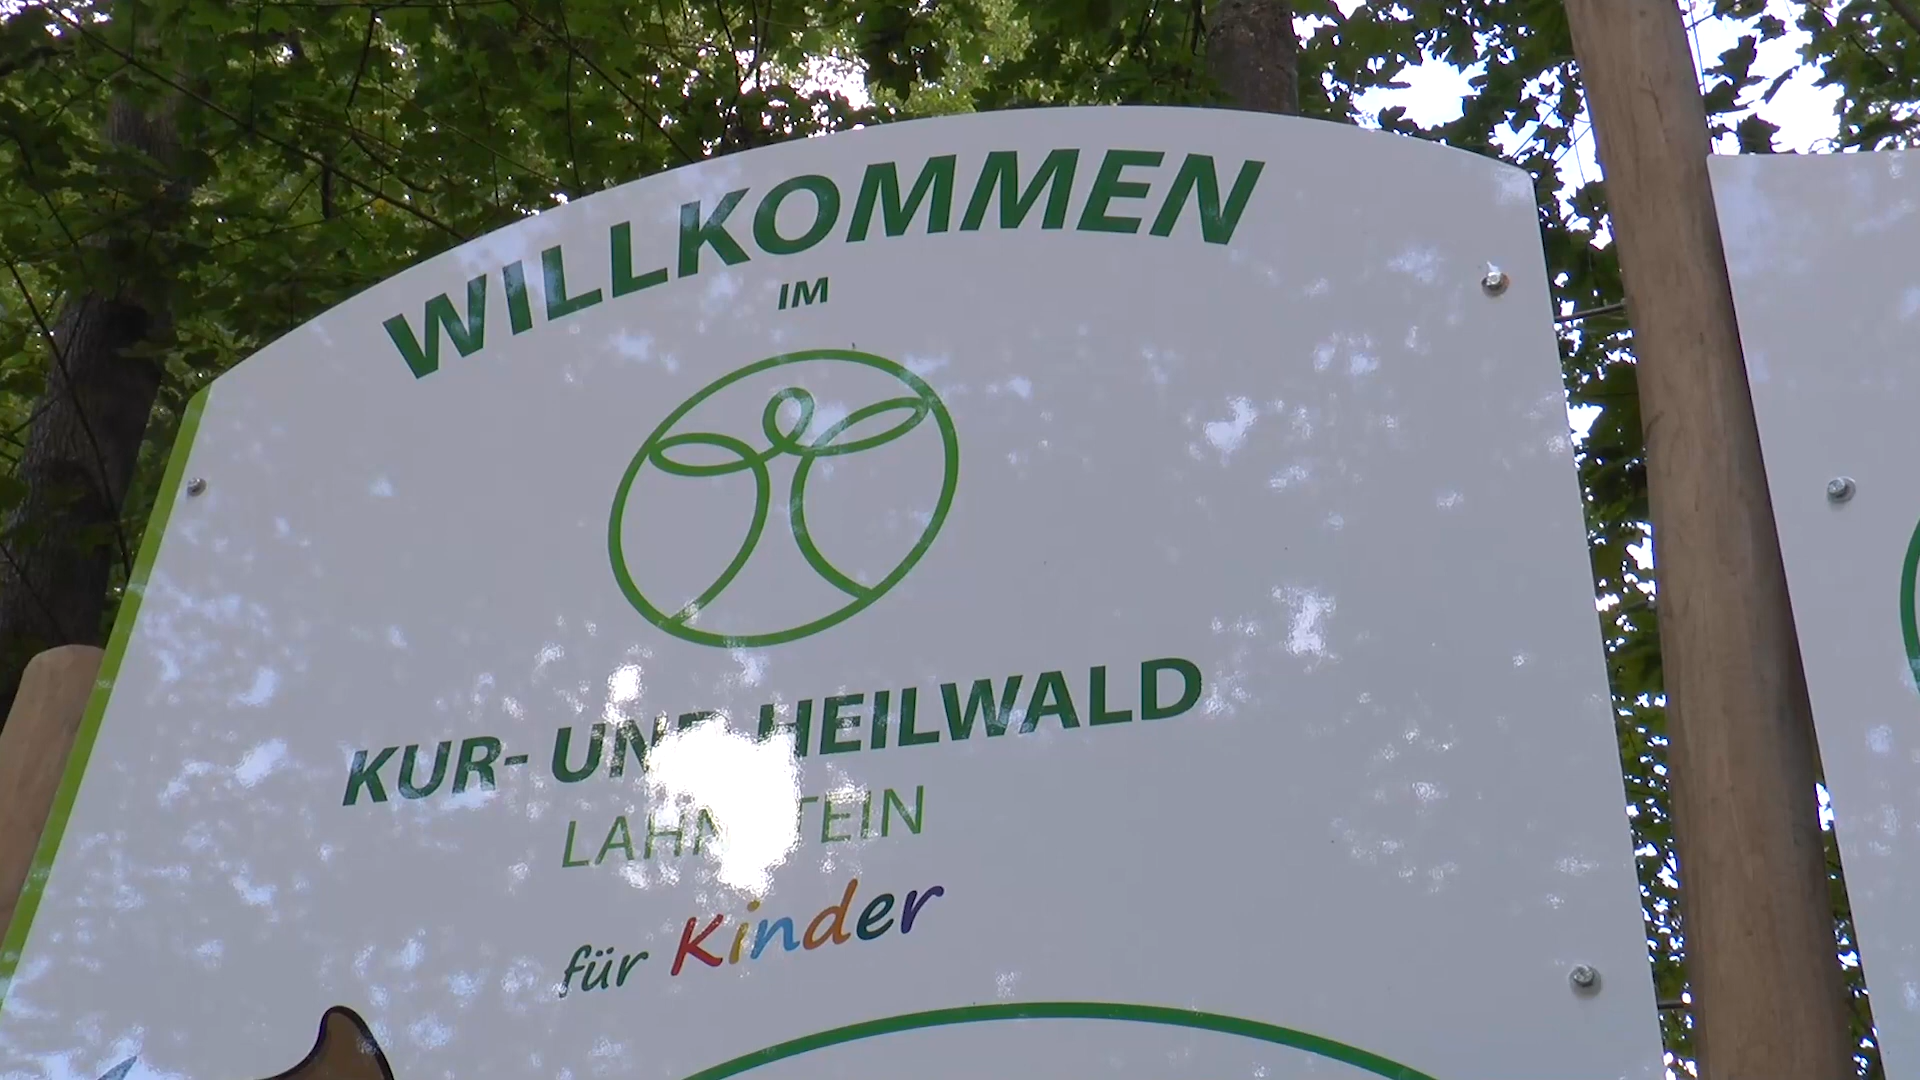 WILLKOMMEN
IM
KUR- UND HEILWALD
LAHNSTEIN
für Kinder